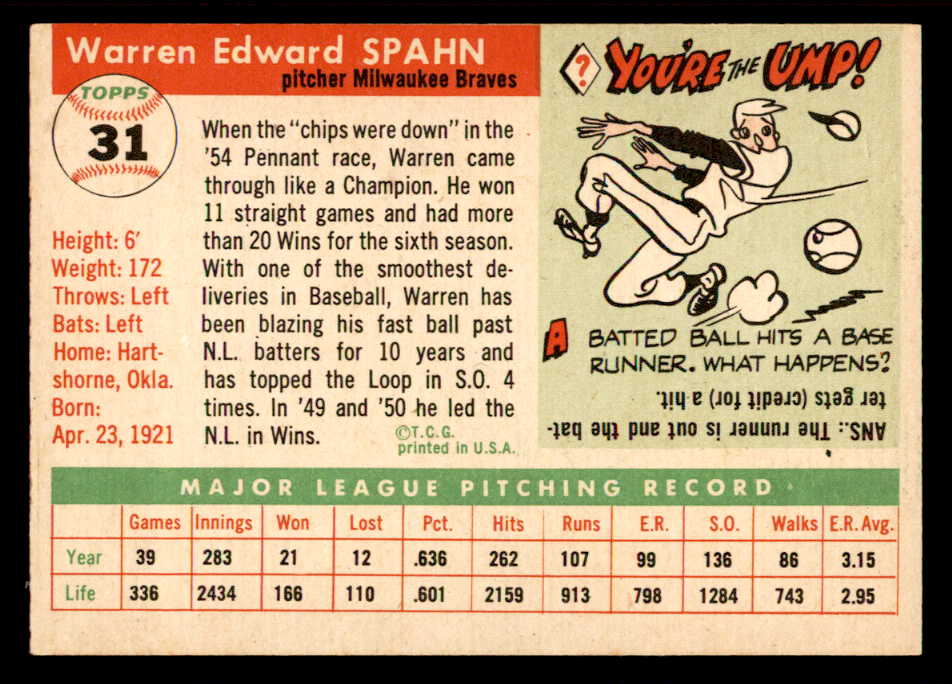 Warren Edward SPAHN
pitcher Milwaukee Braves
TOPPS
31
Height: 6'
Weight: 172
Throws: Left
Bats: Left
Home: Hart-
shorne, Okla.
Born:
Apr. 23, 1921
When the "chips were down" in the
'54 Pennant race, Warren came
through like a Champion. He won
11 straight games and had more
than 20 Wins for the sixth season.
With one of the smoothest de-
liveries in Baseball, Warren has
been blazing his fast ball past
N.L. batters for 10 years and
has topped the Loop in S.O. 4
times. In '49 and '50 he led the
N.L. in Wins.
©T.C.G.
printed in U.S.A.
? YOU'RE THE UMP!
A BATTED BALL HITS A BASE
RUNNER. WHAT HAPPENS?
ANS.: The runner is out and the bat-
ter gets (credit for) a hit.
MAJOR LEAGUE PITCHING RECORD
Games Innings Won Lost Pct. Hits Runs E.R. S.O. Walks E.R. Avg.
Year 39 283 21 12 .636 262 107 99 136 86 3.15
Life 336 2434 166 110 .601 2159 913 798 1284 743 2.95